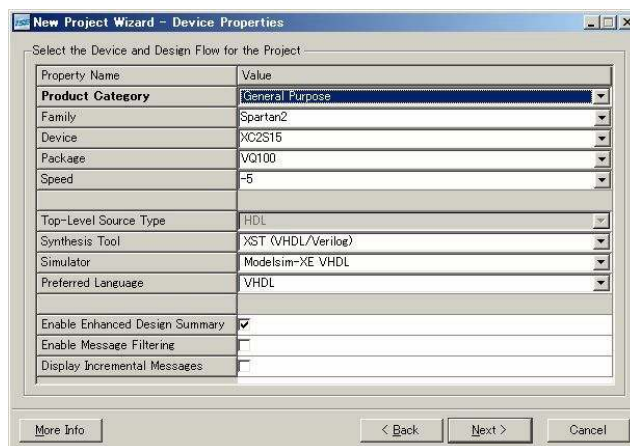 New Project Wizard - Device Properties
Select the Device and Design Flow for the Project
Property Name Value
Product Category General Purpose
Family Spartan2
Device XC2S15
Package VQ100
Speed -5
Top-Level Source Type HDL
Synthesis Tool XST (VHDL/Verilog)
Simulator Modelsim-XE VHDL
Preferred Language VHDL
Enable Enhanced Design Summary
Enable Message Filtering
Display Incremental Messages
More Info < Back Next > Cancel